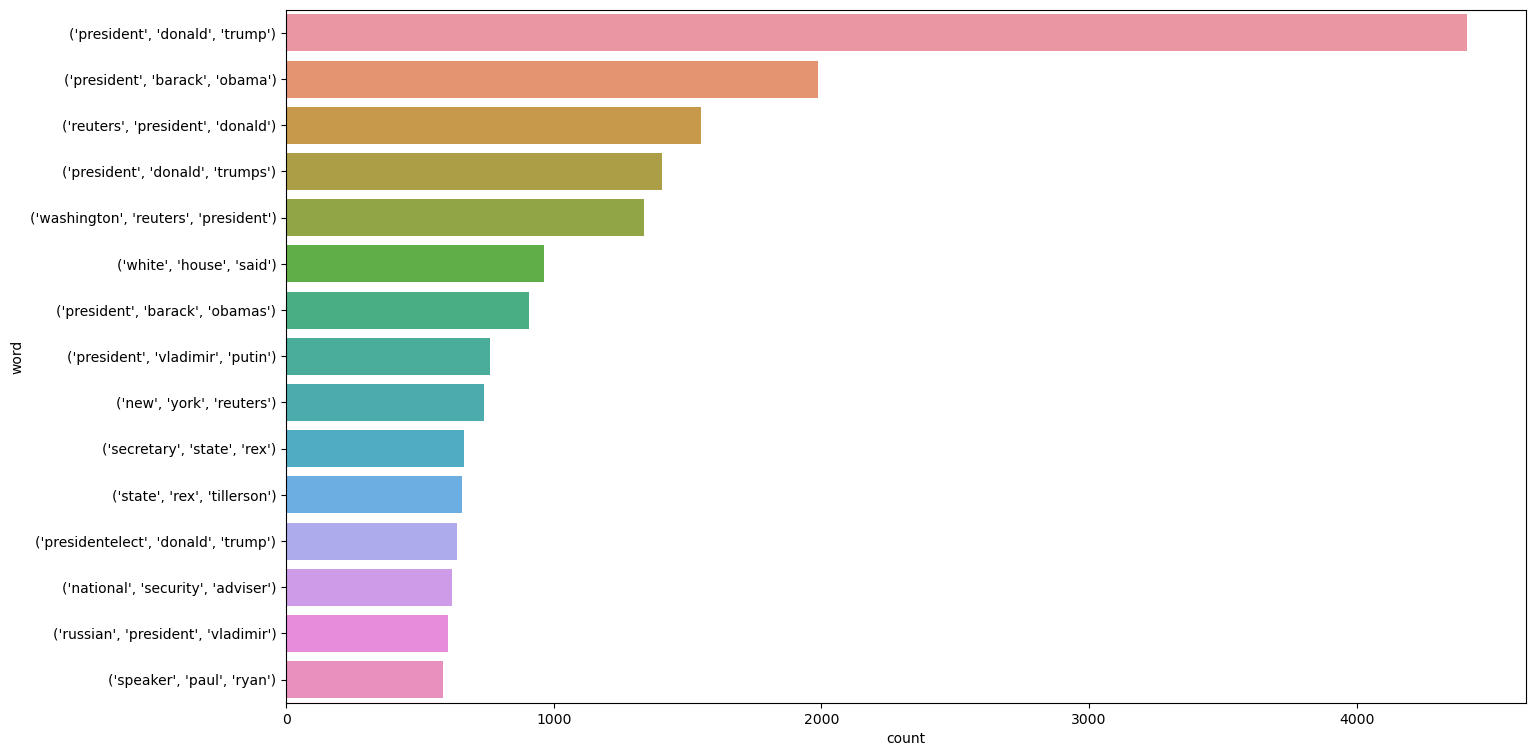 ('president', 'donald', 'trump')
('president', 'barack', 'obama')
('reuters', 'president', 'donald')
('president', 'donald', 'trumps')
('washington', 'reuters', 'president')
('white', 'house', 'said')
('president', 'barack', 'obamas')
('president', 'vladimir', 'putin')
('new', 'york', 'reuters')
('secretary', 'state', 'rex')
('state', 'rex', 'tillerson')
('presidentelect', 'donald', 'trump')
('national', 'security', 'adviser')
('russian', 'president', 'vladimir')
('speaker', 'paul', 'ryan')
word
0 1000 2000 3000 4000
count